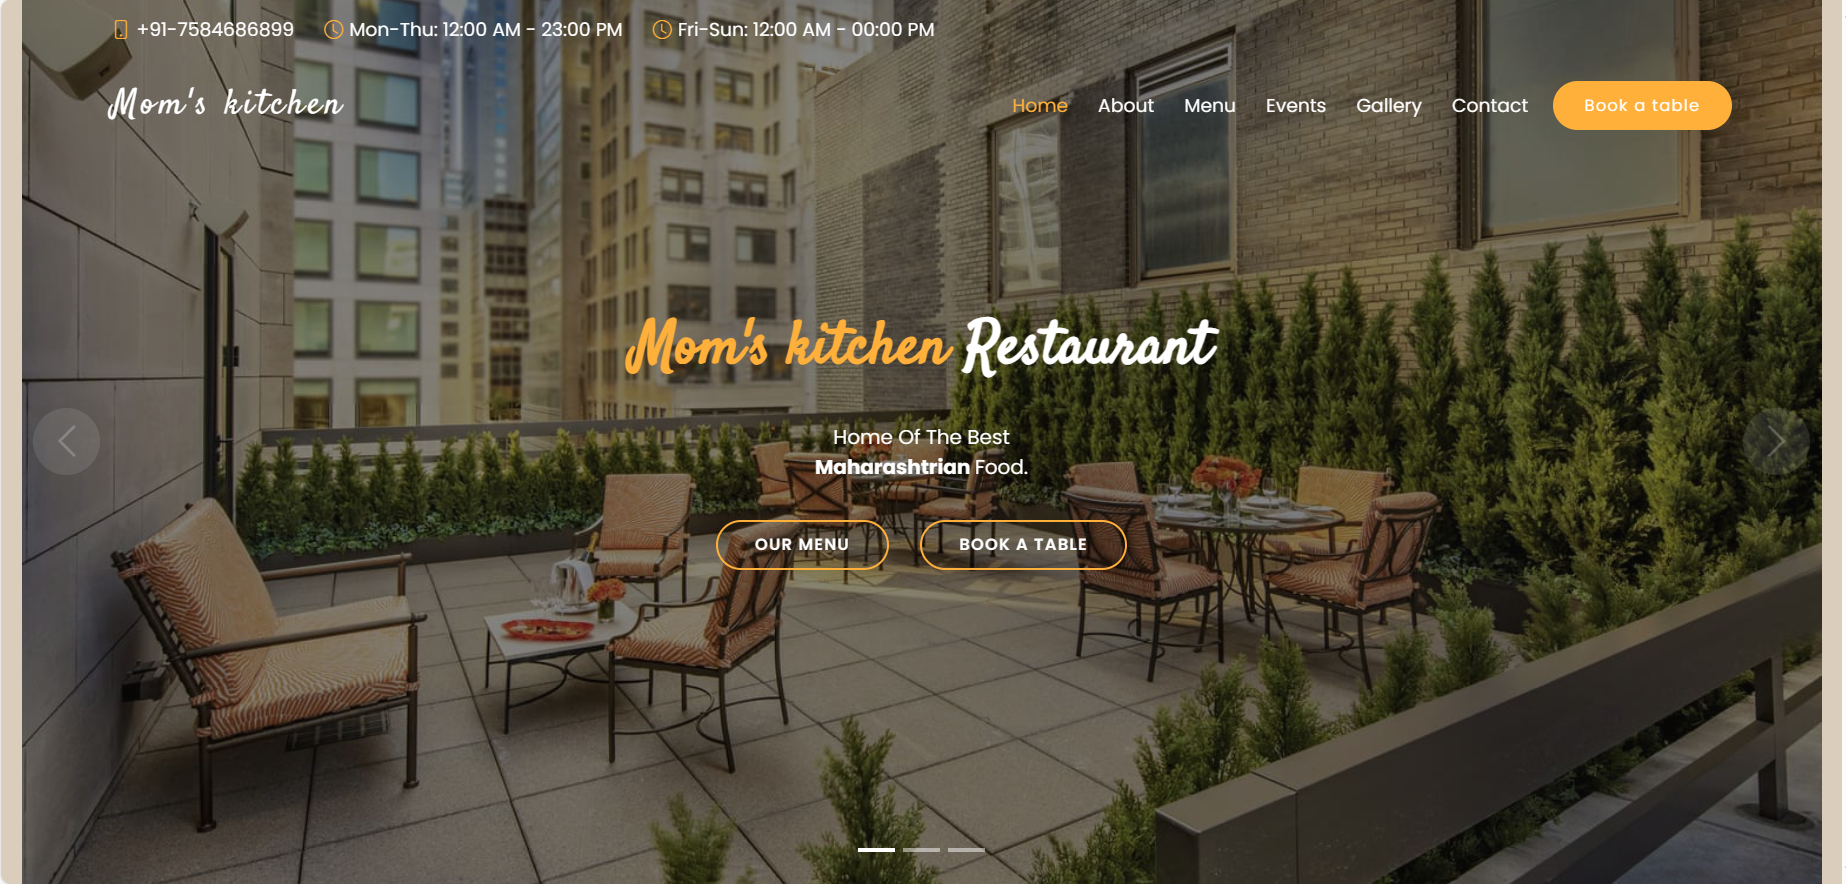 +91-7584686899 Mon-Thu: 12:00 AM - 23:00 PM Fri-Sun: 12:00 AM - 00:00 PM
Mom's kitchen Home About Menu Events Gallery Contact Book a table
Mom's kitchen Restaurant
Home Of The Best
Maharashtrian Food.
OUR MENU BOOK A TABLE